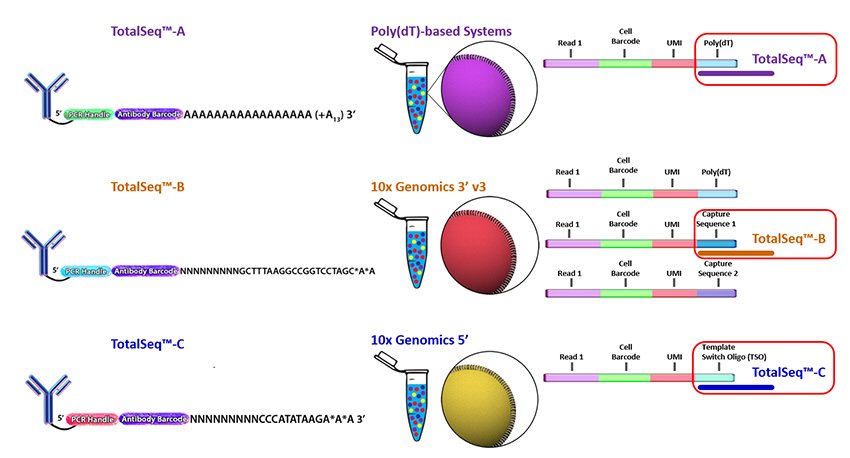 TotalSeq™-A
Poly(dT)-based Systems
Read 1
Cell
Barcode
UMI
Poly(dT)
TotalSeq™-A
5’
PCR Handle
Antibody Barcode
AAAAAAAAAAAAAAAAA (+A13) 3’
TotalSeq™-B
10x Genomics 3’ v3
Read 1
Cell
Barcode
UMI
Poly(dT)
Read 1
Cell
Barcode
UMI
Capture
Sequence 1
TotalSeq™-B
5’
PCR Handle
Antibody Barcode
NNNNNNNNNGCTTTAAGGCCGGTCCTAGC*A*A
Read 1
Cell
Barcode
UMI
Capture
Sequence 2
TotalSeq™-C
10x Genomics 5’
Read 1
Cell
Barcode
UMI
Template
Switch Oligo (TSO)
TotalSeq™-C
5’
PCR Handle
Antibody Barcode
NNNNNNNNNCCCATATAAGA*A*A 3’